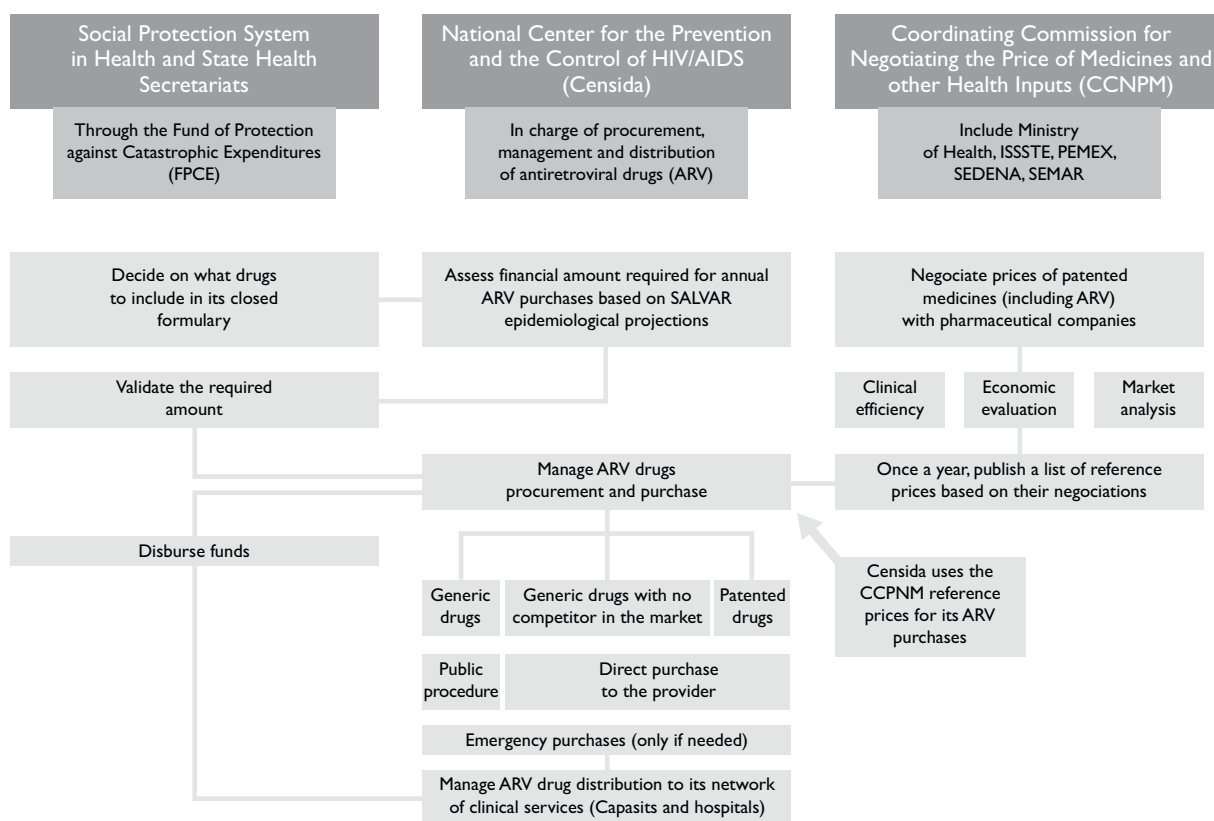 Social Protection System
in Health and State Health
Secretariats
Through the Fund of Protection
against Catastrophic Expenditures
(FPCE)
National Center for the Prevention
and the Control of HIV/AIDS
(Censida)
In charge of procurement,
management and distribution
of antiretroviral drugs (ARV)
Coordinating Commission for
Negotiating the Price of Medicines and
other Health Inputs (CCNPM)
Include Ministry
of Health, ISSSTE, PEMEX,
SEDENA, SEMAR
Decide on what drugs
to include in its closed
formulary
Assess financial amount required for annual
ARV purchases based on SALVAR
epidemiological projections
Negociate prices of patented
medicines (including ARV)
with pharmaceutical companies
Validate the required
amount
Clinical
efficiency
Economic
evaluation
Market
analysis
Manage ARV drugs
procurement and purchase
Once a year, publish a list of reference
prices based on their negociations
Disburse funds
Generic
drugs
Generic drugs with no
competitor in the market
Patented
drugs
Censida uses the
CCPNM reference
prices for its ARV
purchases
Public
procedure
Direct purchase
to the provider
Emergency purchases (only if needed)
Manage ARV drug distribution to its network
of clinical services (Capasits and hospitals)